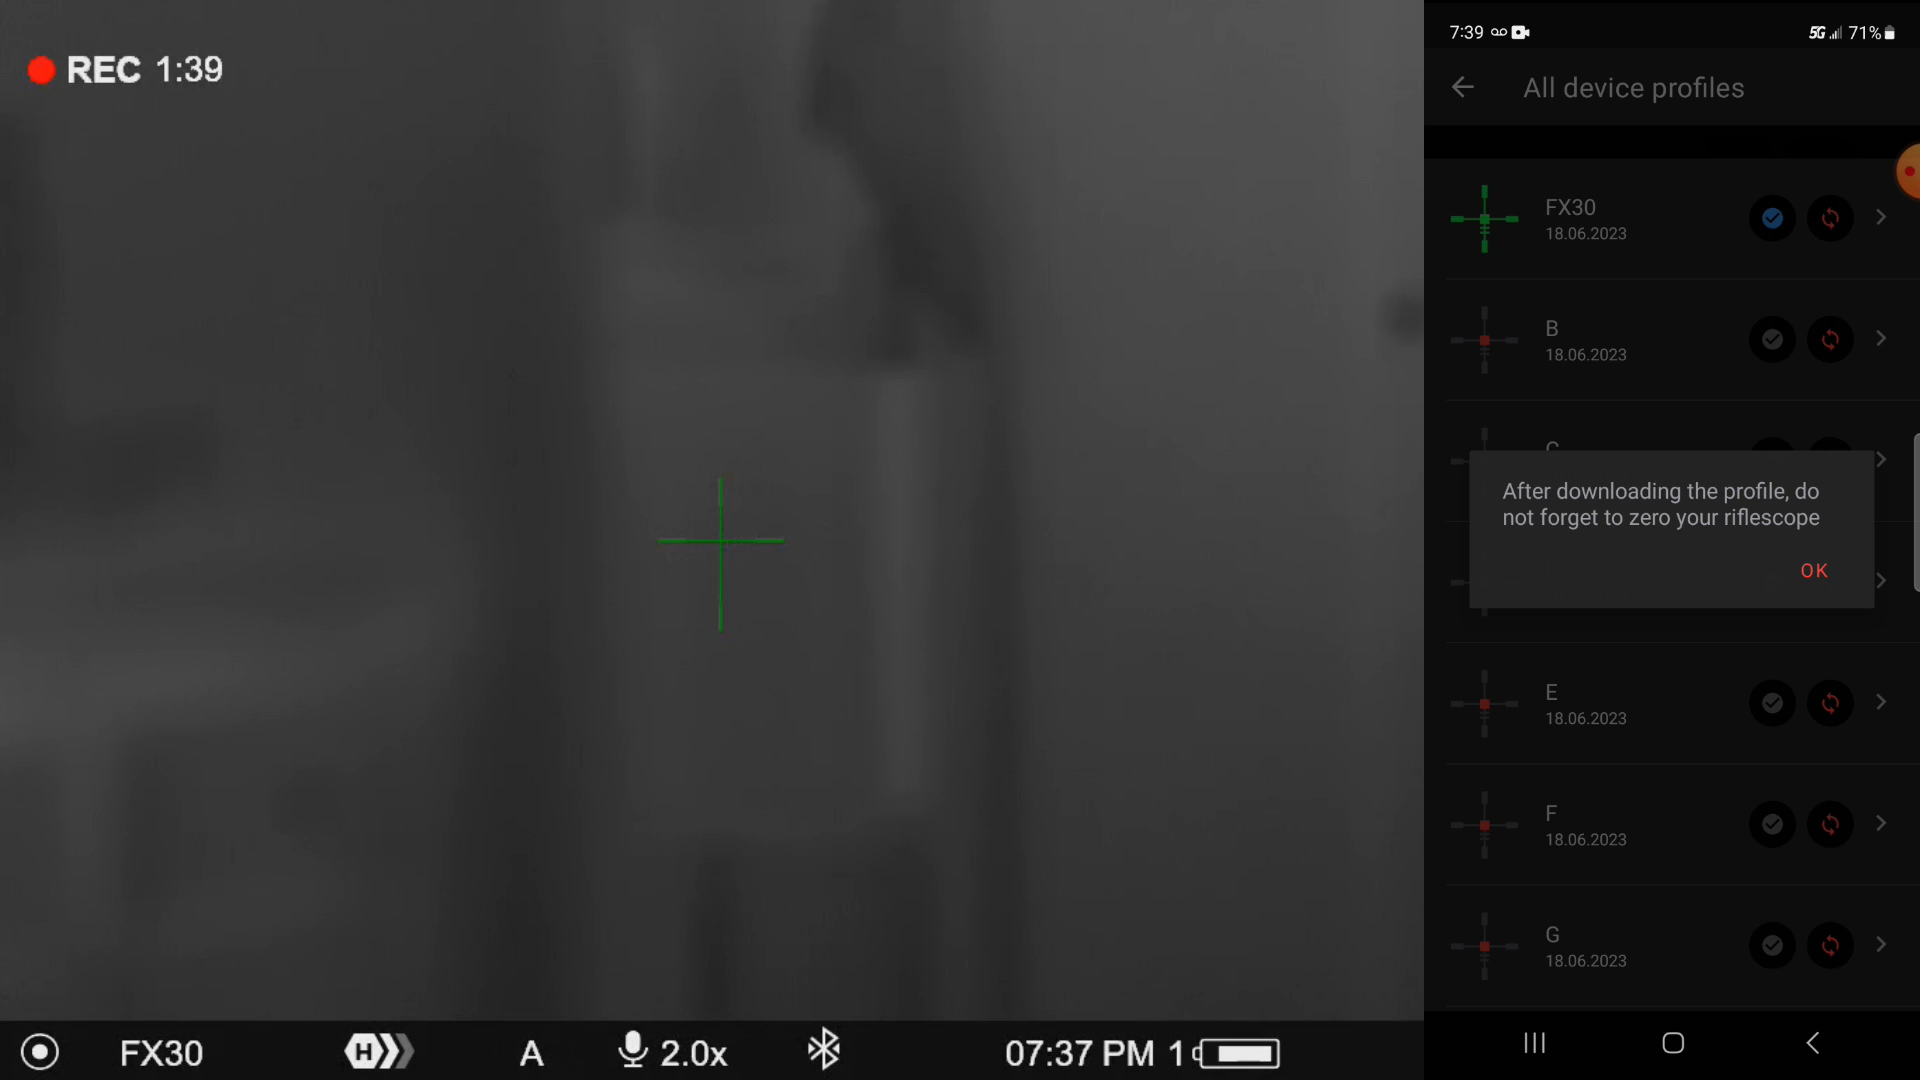 REC 1:39
FX30
H
A
2.0x
07:37 PM 1
7:39
5G 71%
All device profiles
FX30
18.06.2023
B
18.06.2023
After downloading the profile, do
not forget to zero your riflescope
OK
E
18.06.2023
F
18.06.2023
G
18.06.2023